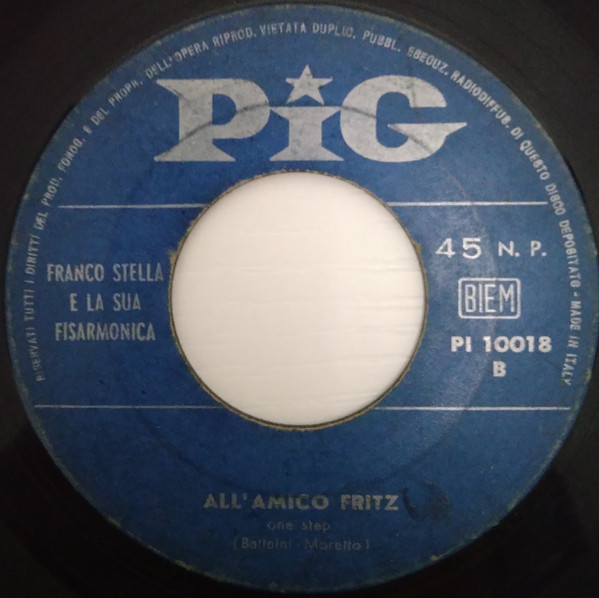 RISERVATI TUTTI I DIRITTI DEL PROD. FONOG. E DEL PROPR. DELL'OPERA RIPROD. VIETATA DUPLIC. PUBBL. ESECUZ. RADIODIFFUS. DI QUESTO DISCO DEPOSITATO - MADE IN ITALY
PiG
FRANCO STELLA
E LA SUA
FISARMONICA
45 N. P.
BIEM
PI 10018
B
ALL'AMICO FRITZ
one step
(Battaini - Moretto)